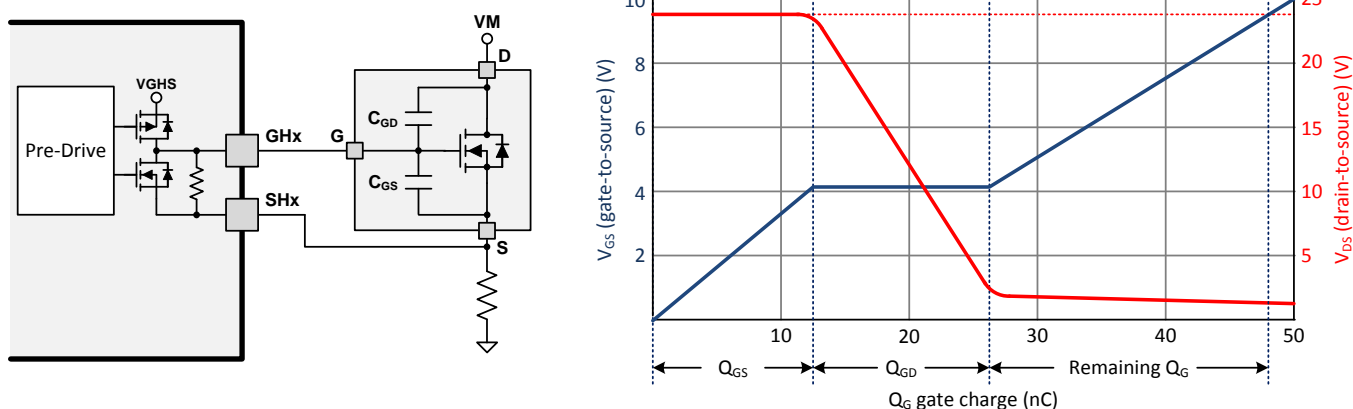 VM
D
VGHS
Pre-Drive
GHx
G
CGD
CGS
SHx
S
VGS (gate-to-source) (V)
10
8
6
4
2
25
20
15
10
5
VDS (drain-to-source) (V)
10
20
30
40
50
QGS
QGD
Remaining QG
QG gate charge (nC)